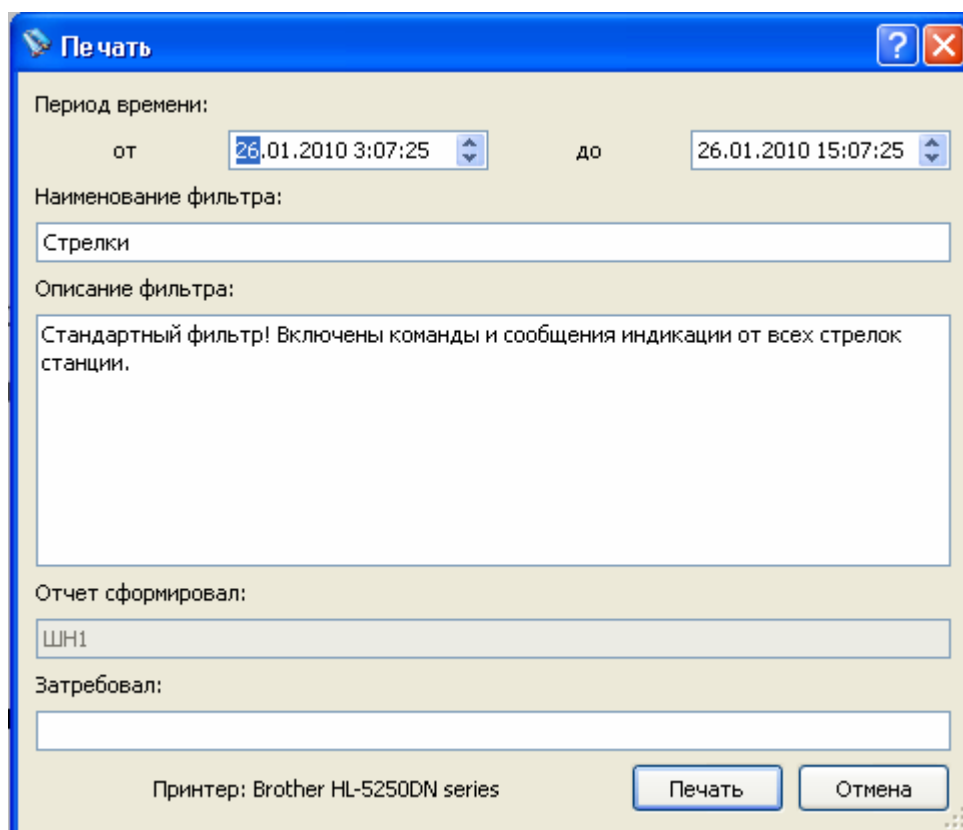 Печать
Период времени:
от 26.01.2010 3:07:25 до 26.01.2010 15:07:25
Наименование фильтра:
Стрелки
Описание фильтра:
Стандартный фильтр! Включены команды и сообщения индикации от всех стрелок
станции.
Отчет сформировал:
ШН1
Затребовал:
Принтер: Brother HL-5250DN series Печать Отмена